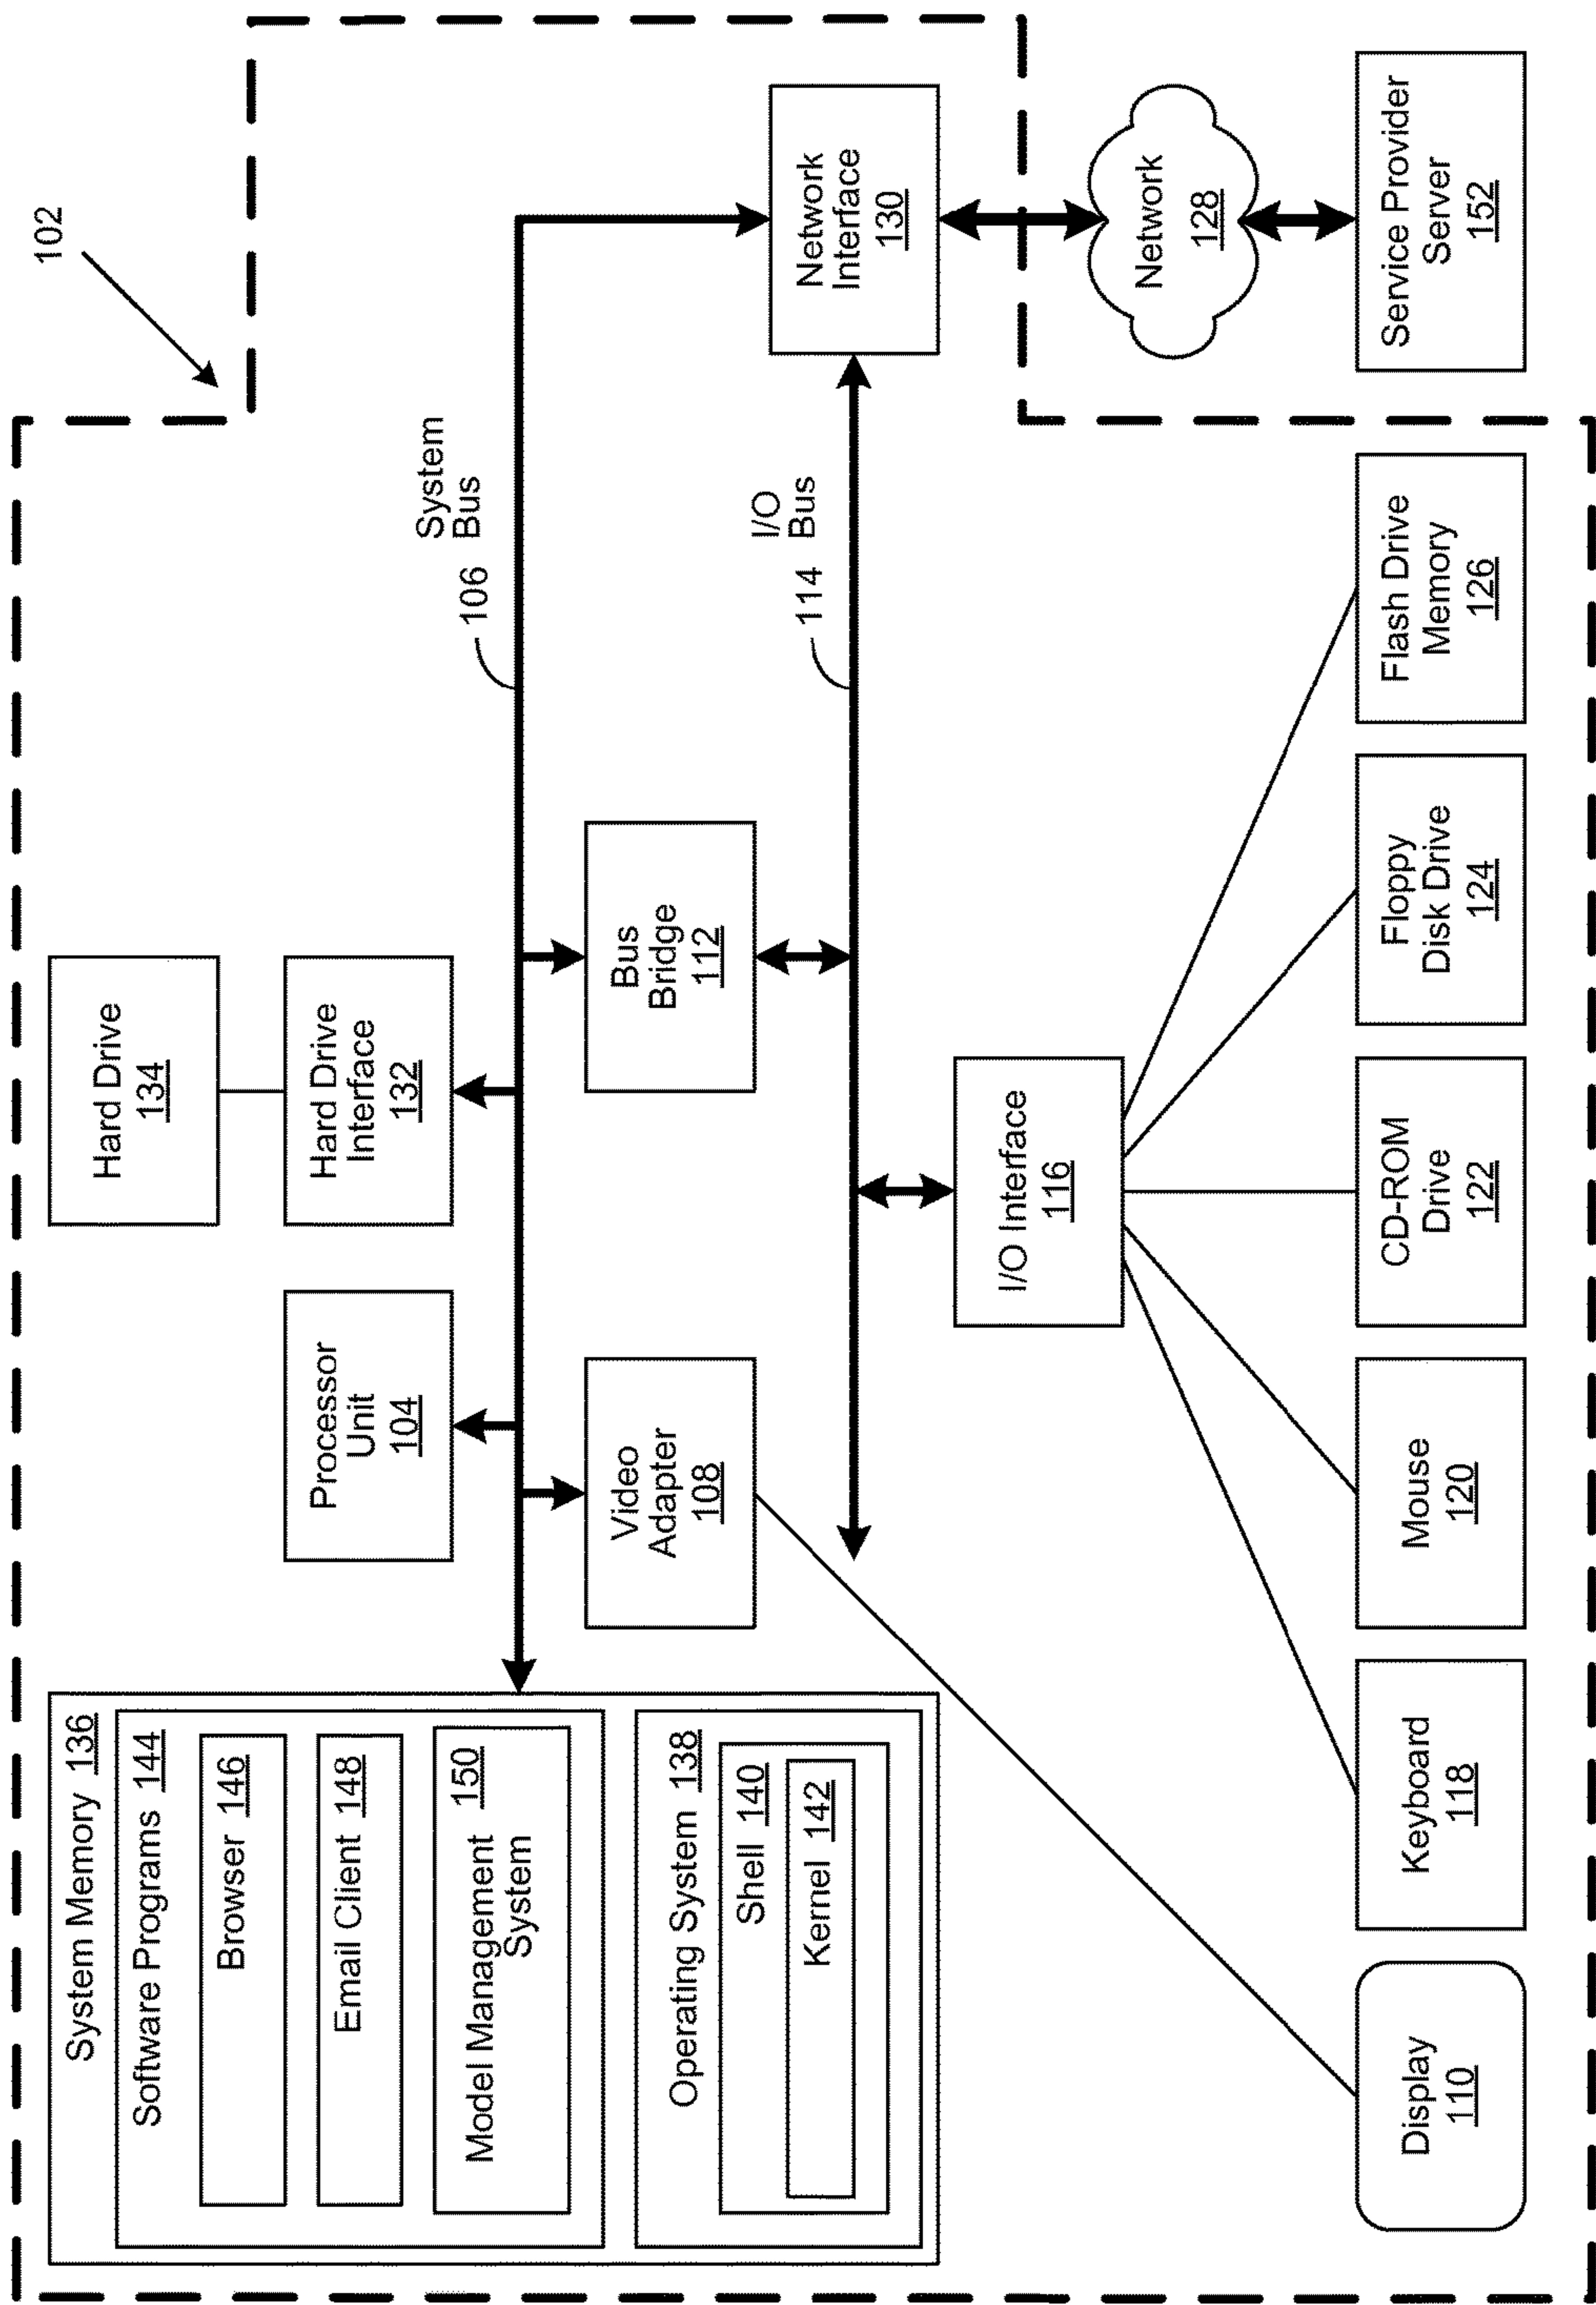 102
System Memory 136
Software Programs 144
Browser 146
Email Client 148
Model Management 150
System
Operating System 138
Shell 140
Kernel 142
Hard Drive
134
Processor
Unit
104
Hard Drive
Interface
132
System
Bus
106
Video
Adapter
108
Bus
Bridge
112
I/O
Bus
114
Network
Interface
130
I/O Interface
116
Network
128
Display
110
Keyboard
118
Mouse
120
CD-ROM
Drive
122
Floppy
Disk Drive
124
Flash Drive
Memory
126
Service Provider
Server
152